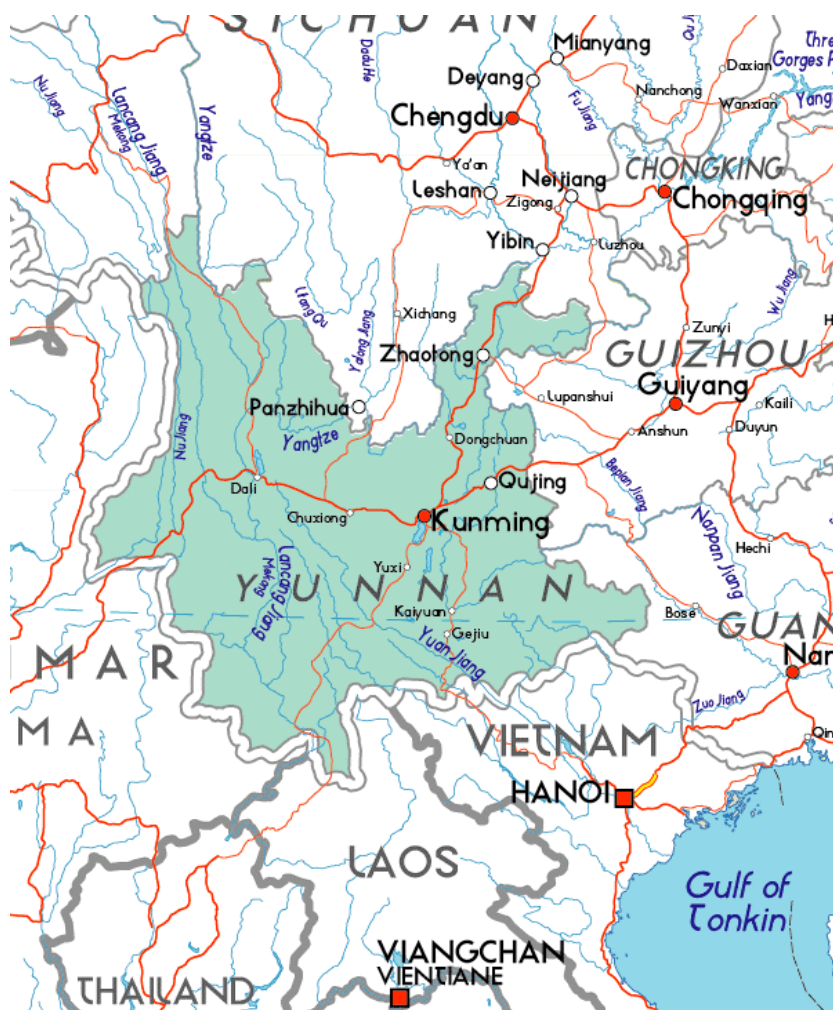 SICHUAN
Mianyang
Thre
Gorges R
Dadu He
Nu Jiang
Lancang Jiang
Mekong
Yangtze
Deyang
Daxian
Nanchong
Fu Jiang
Wanxian
Yang
Chengdu
Ya'an
CHONGKING
Leshan
Neijiang
Zigong
Chongqing
Yibin
Luzhou
Litang Qu
Yalong Jiang
Xichang
Wu Jiang
Zunyi
H
Zhaotong
GUIZHOU
Guiyang
Lupanshui
Panzhihua
Kaili
Yangtze
Nu Jiang
Dongchuan
Anshun
Duyun
Beipan Jiang
Dali
Qujing
Chuxiong
Kunming
Nanpan Jiang
Hechi
Yuxi
Lancang Jiang
Mekong
YUNNAN
Kaiyuan
Bose
GUAN
Gejiu
Yuan Jiang
MAR
Nan
Zuo Jiang
MA
VIETNAM
Qin
HANOI
LAOS
Gulf of
Tonkin
VIANGCHAN
VIENTIANE
THAILAND